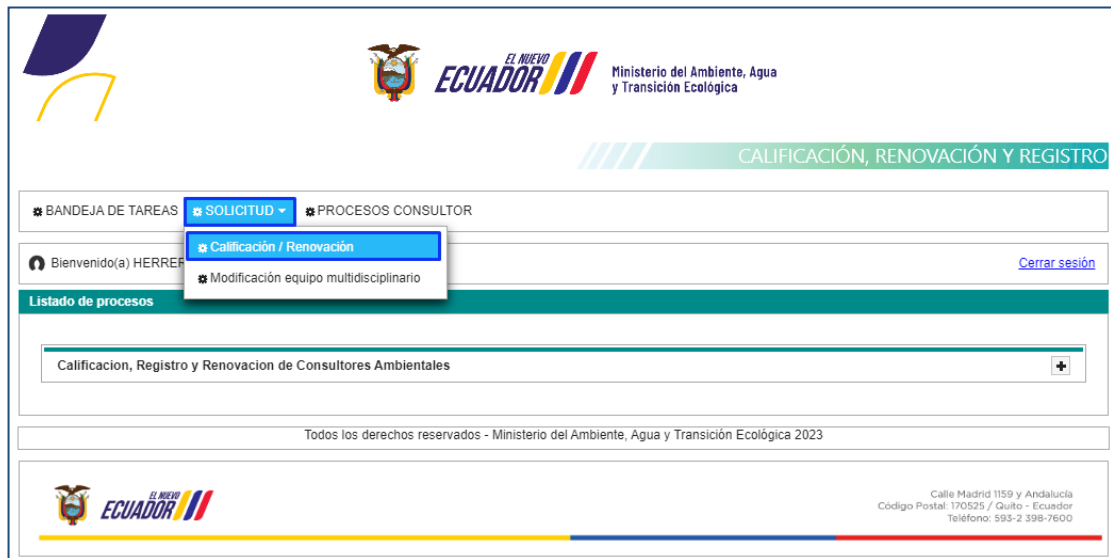 EL NUEVO
ECUADOR
Ministerio del Ambiente, Agua
y Transición Ecológica
CALIFICACIÓN, RENOVACIÓN Y REGISTRO
BANDEJA DE TAREAS SOLICITUD PROCESOS CONSULTOR
Calificación / Renovación
Modificación equipo multidisciplinario
Bienvenido(a) Cerrar sesión
Listado de procesos
Calificacion, Registro y Renovacion de Consultores Ambientales
Todos los derechos reservados - Ministerio del Ambiente, Agua y Transición Ecológica 2023
EL NUEVO
ECUADOR
Calle Madrid 1159 y Andalucía
Código Postal: 170525 / Quito - Ecuador
Teléfono: 593-2 398-7600